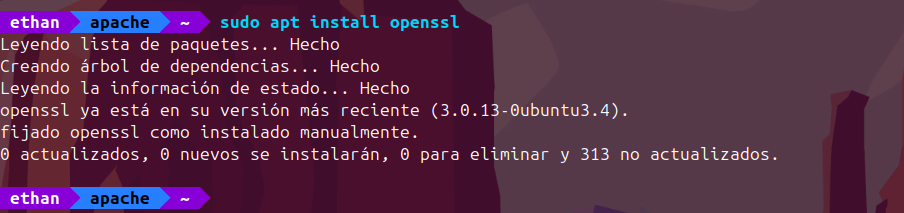 ethan apache ~ sudo apt install openssl
Leyendo lista de paquetes... Hecho
Creando árbol de dependencias... Hecho
Leyendo la información de estado... Hecho
openssl ya está en su versión más reciente (3.0.13-0ubuntu3.4).
fijado openssl como instalado manualmente.
0 actualizados, 0 nuevos se instalarán, 0 para eliminar y 313 no actualizados.
ethan apache ~